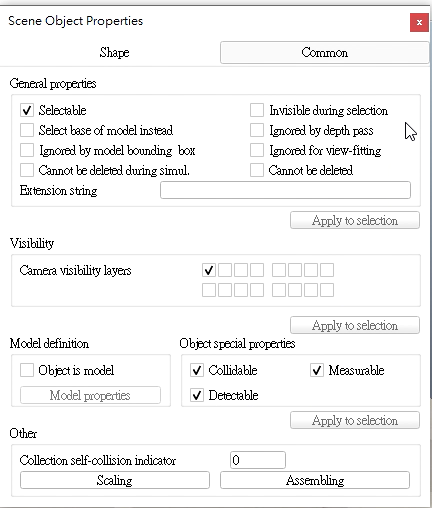 Scene Object Properties
x
Shape Common
General properties
Selectable Invisible during selection
Select base of model instead Ignored by depth pass
Ignored by model bounding box Ignored for view-fitting
Cannot be deleted during simul. Cannot be deleted
Extension string
Apply to selection
Visibility
Camera visibility layers
Apply to selection
Model definition Object special properties
Object is model Collidable Measurable
Model properties Detectable
Apply to selection
Other
Collection self-collision indicator 0
Scaling Assembling